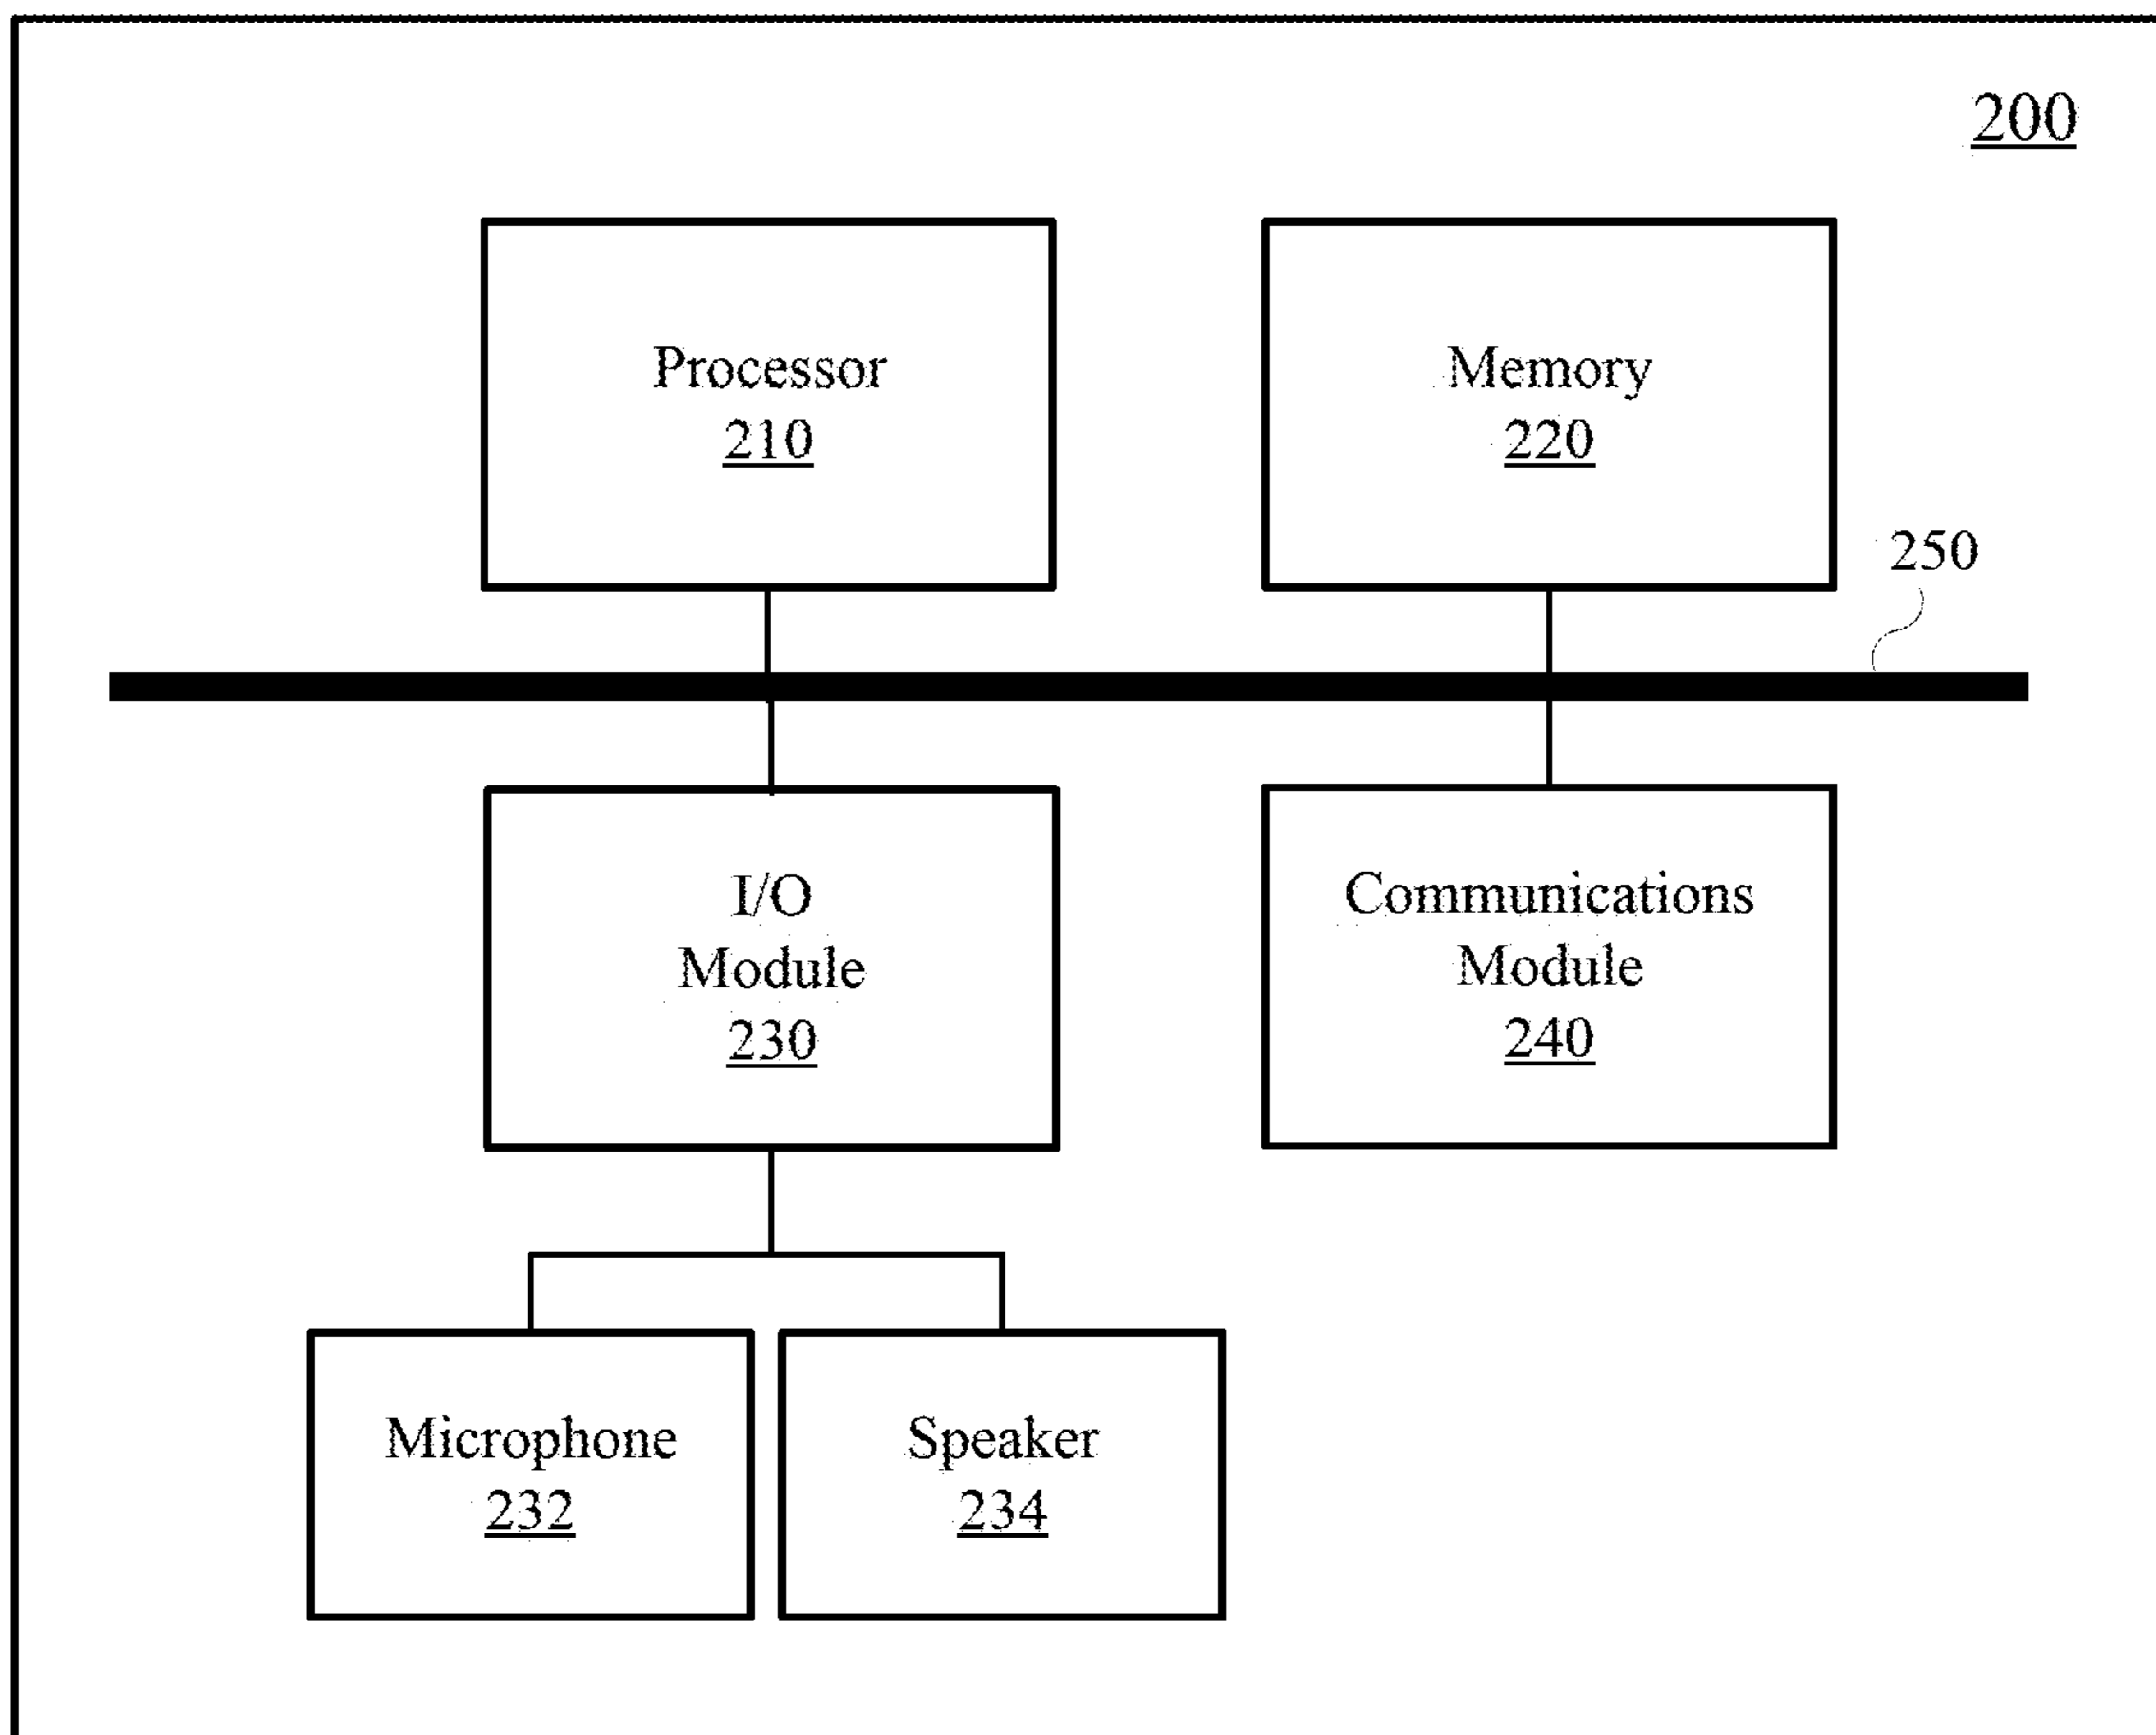 200
Processor
210
Memory
220
250
I/O
Module
230
Communications
Module
240
Microphone
232
Speaker
234